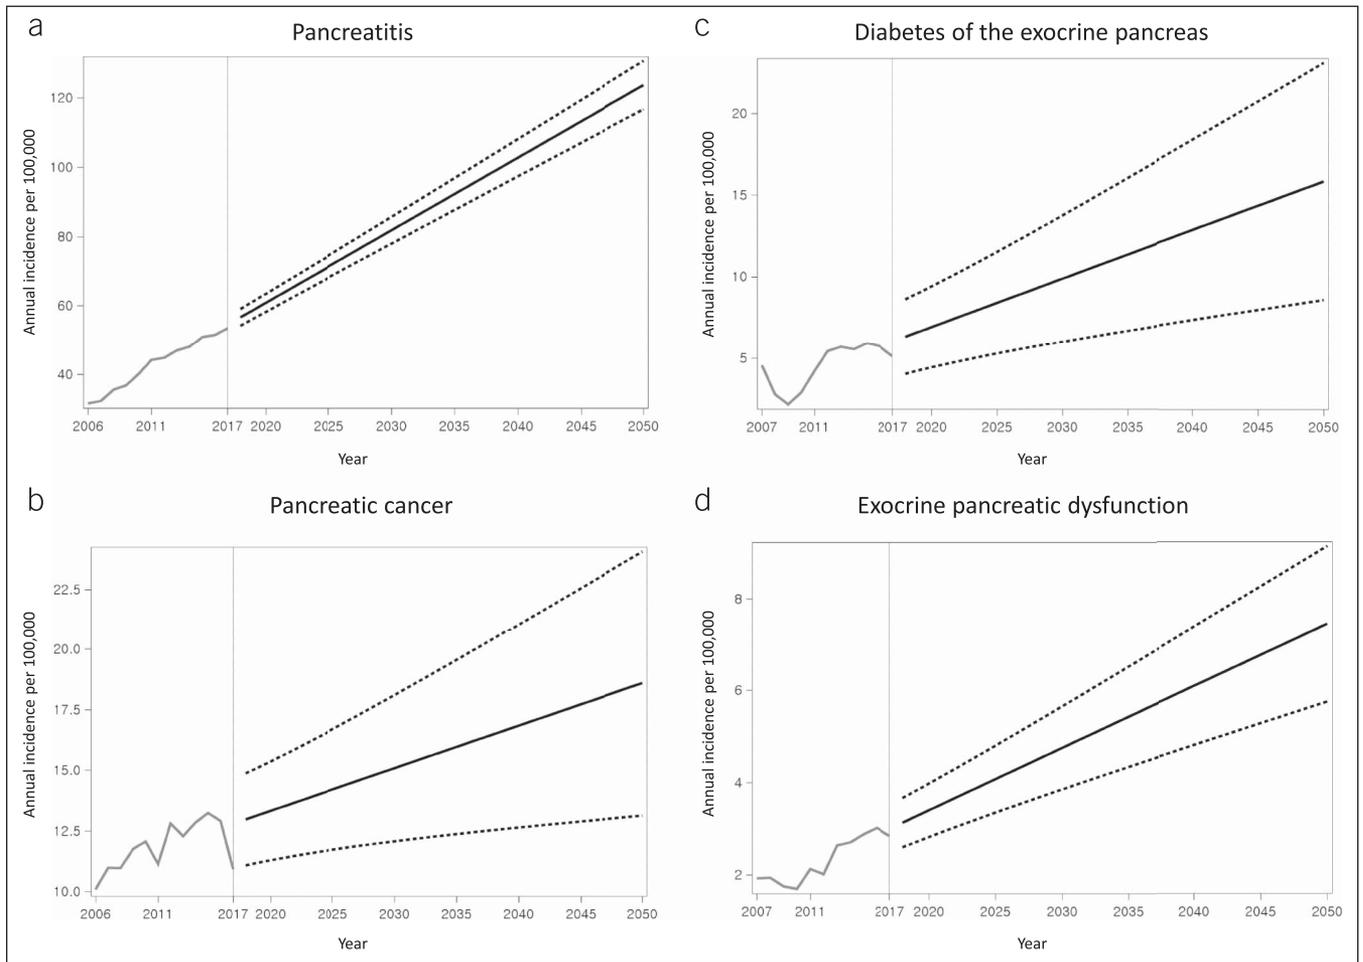 a
Pancreatitis
Annual incidence per 100,000
120
100
80
60
40
2006 2011 2017 2020 2025 2030 2035 2040 2045 2050
Year
c
Diabetes of the exocrine pancreas
Annual incidence per 100,000
20
15
10
5
2007 2011 2017 2020 2025 2030 2035 2040 2045 2050
Year
b
Pancreatic cancer
Annual incidence per 100,000
22.5
20.0
17.5
15.0
12.5
10.0
2006 2011 2017 2020 2025 2030 2035 2040 2045 2050
Year
d
Exocrine pancreatic dysfunction
Annual incidence per 100,000
8
6
4
2
2007 2011 2017 2020 2025 2030 2035 2040 2045 2050
Year